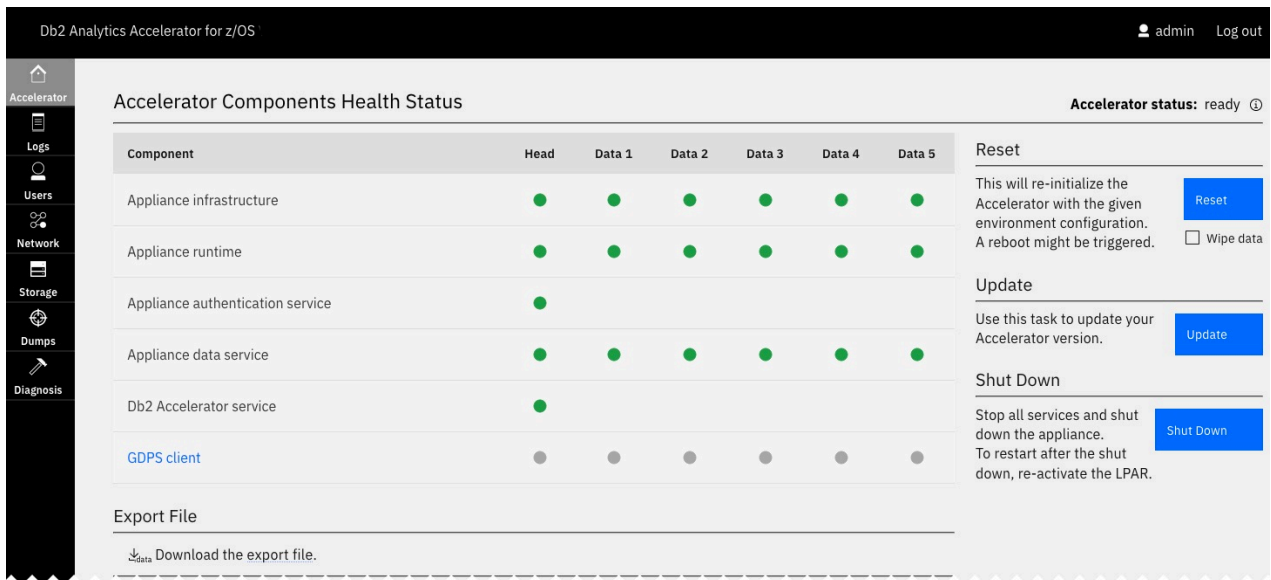 Db2 Analytics Accelerator for z/OS
admin Log out
Accelerator
Logs
Users
Network
Storage
Dumps
Diagnosis
Accelerator Components Health Status
Accelerator status: ready
Component Head Data 1 Data 2 Data 3 Data 4 Data 5
Appliance infrastructure
Appliance runtime
Appliance authentication service
Appliance data service
Db2 Accelerator service
GDPS client
Export File
data Download the export file.
Reset
This will re-initialize the
Accelerator with the given
environment configuration.
A reboot might be triggered.
Reset
Wipe data
Update
Use this task to update your
Accelerator version.
Update
Shut Down
Stop all services and shut
down the appliance.
To restart after the shut
down, re-activate the LPAR.
Shut Down